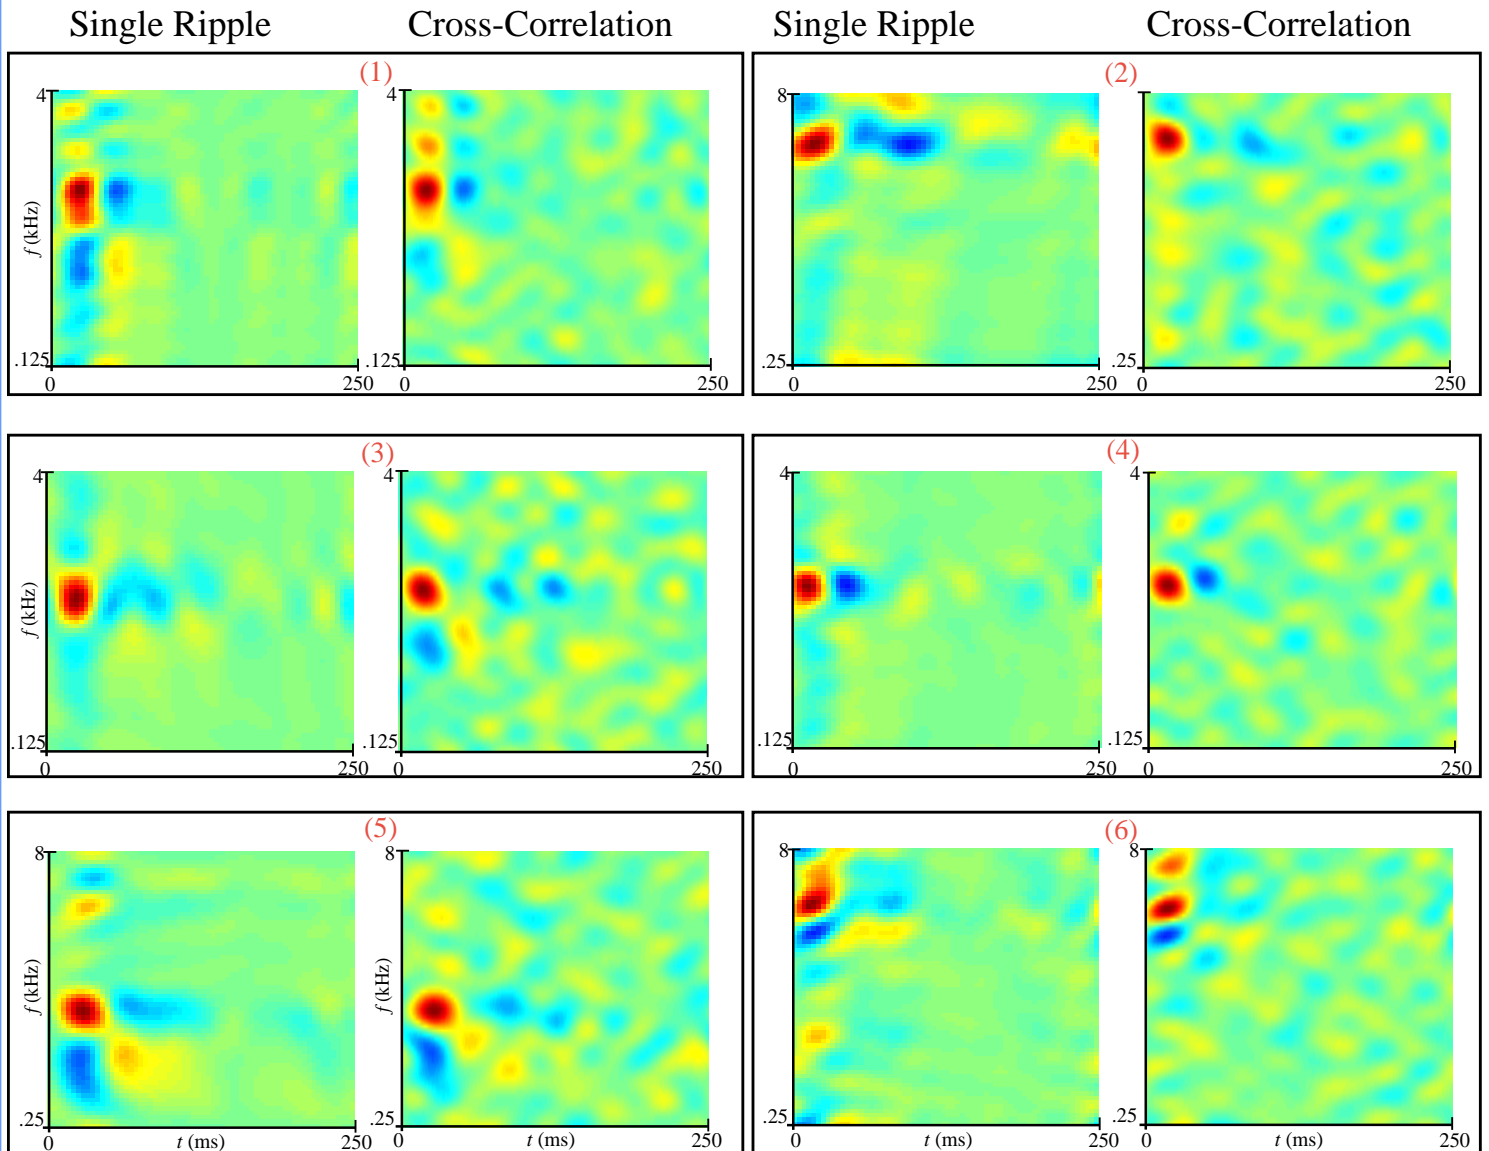 Single Ripple Cross-Correlation Single Ripple Cross-Correlation
(1) (2)
4 8
f (kHz)
.125 .125 .25 .25
0 250 0 250 0 250 0 250
(3) (4)
4 4 4
f (kHz)
.125 .125 .125 .125
0 250 0 250 0 250 0 250
(5) (6)
8 8 8 8
f (kHz) f (kHz)
.25 .25 .25 .25
0 t (ms) 250 0 t (ms) 250 0 t (ms) 250 0 t (ms) 250